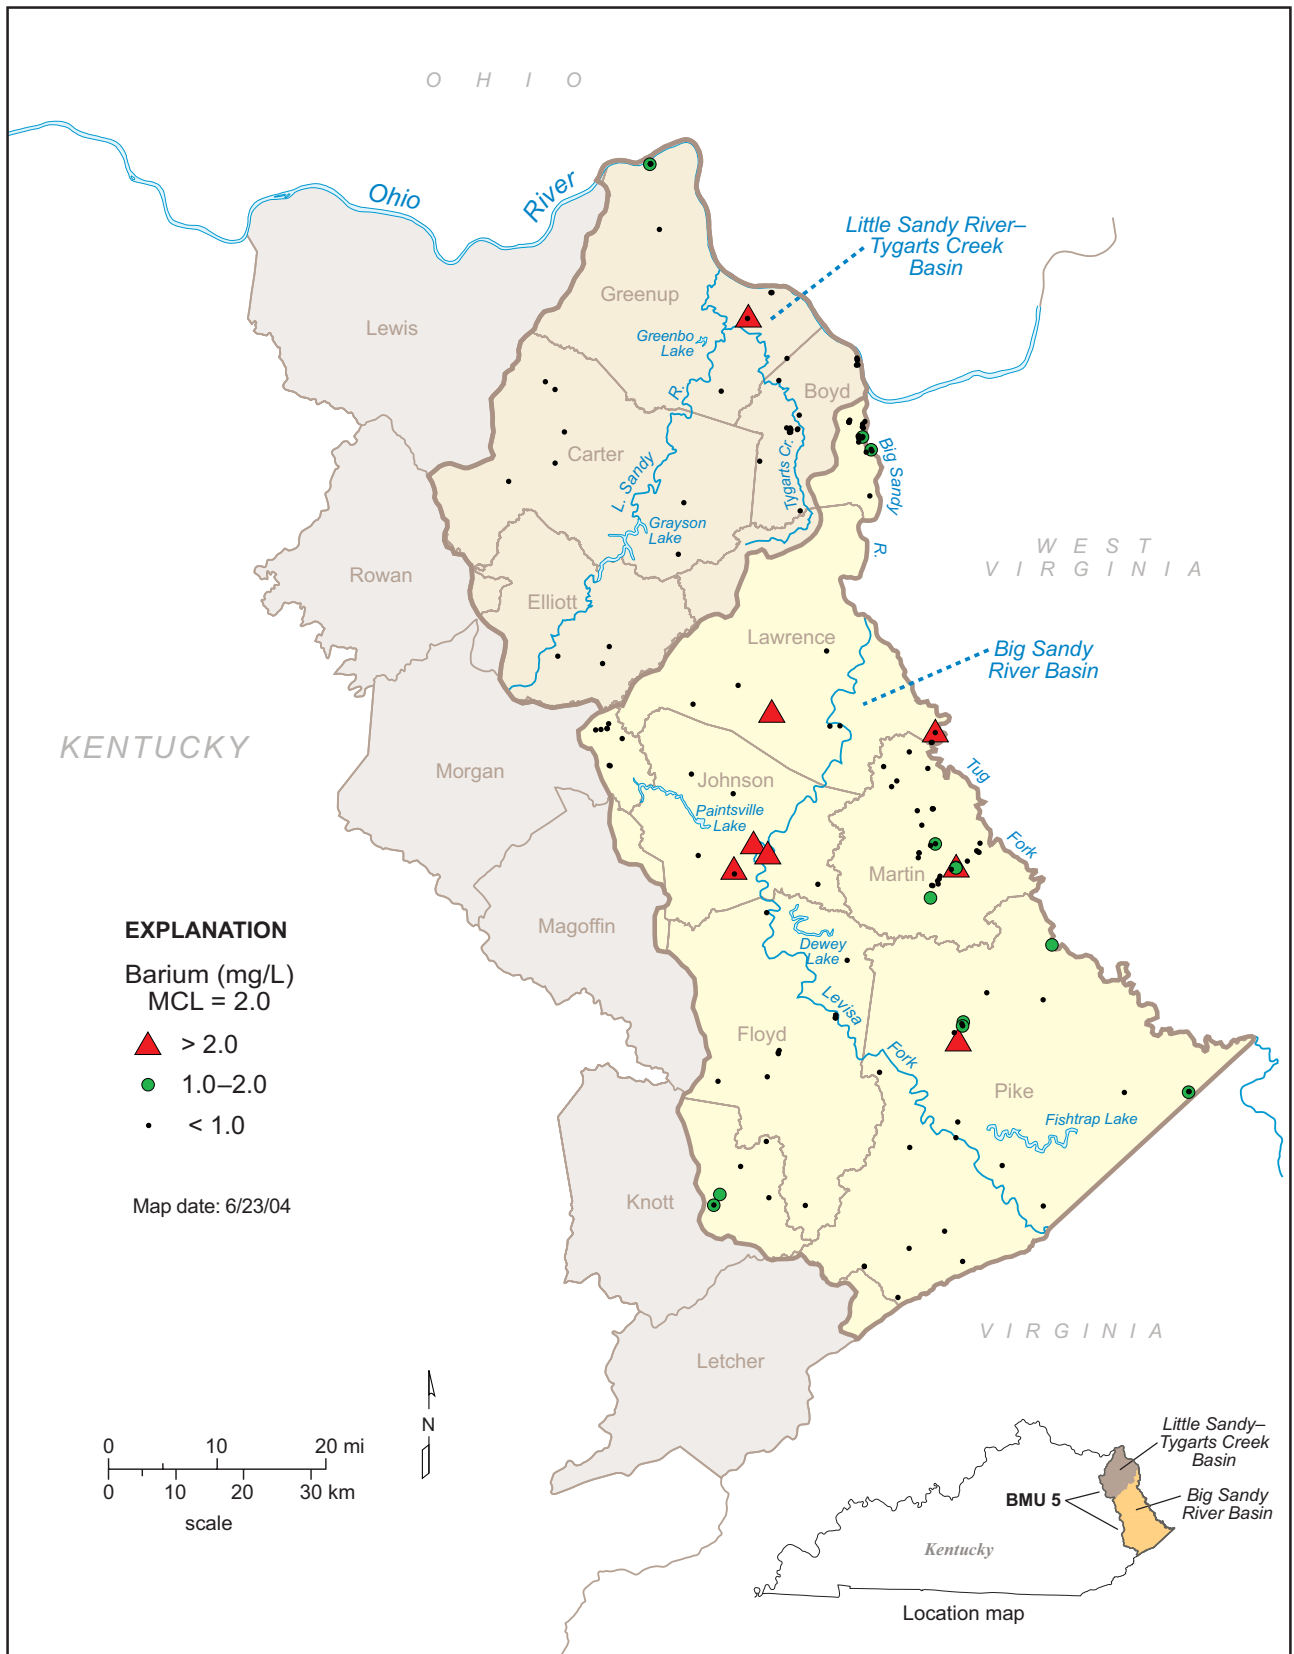 O H I O
Ohio
River
Little Sandy River–
Tygarts Creek
Basin
Greenup
Lewis
Greenbo
Lake
R.
Boyd
Carter
L. Sandy
Tygarts Cr.
Big Sandy
R.
Grayson
Lake
WEST
VIRGINIA
Rowan
Elliott
Lawrence
Big Sandy
River Basin
KENTUCKY
Morgan
Johnson
Tug
Fork
Paintsville
Lake
Martin
Magoffin
EXPLANATION
Barium (mg/L)
MCL = 2.0
> 2.0
1.0–2.0
< 1.0
Map date: 6/23/04
Dewey
Lake
Levisa
Fork
Floyd
Pike
Fishtrap Lake
Knott
VIRGINIA
Letcher
N
0 10 20 mi
0 10 20 30 km
scale
Little Sandy–
Tygarts Creek
Basin
BMU 5
Big Sandy
River Basin
Kentucky
Location map